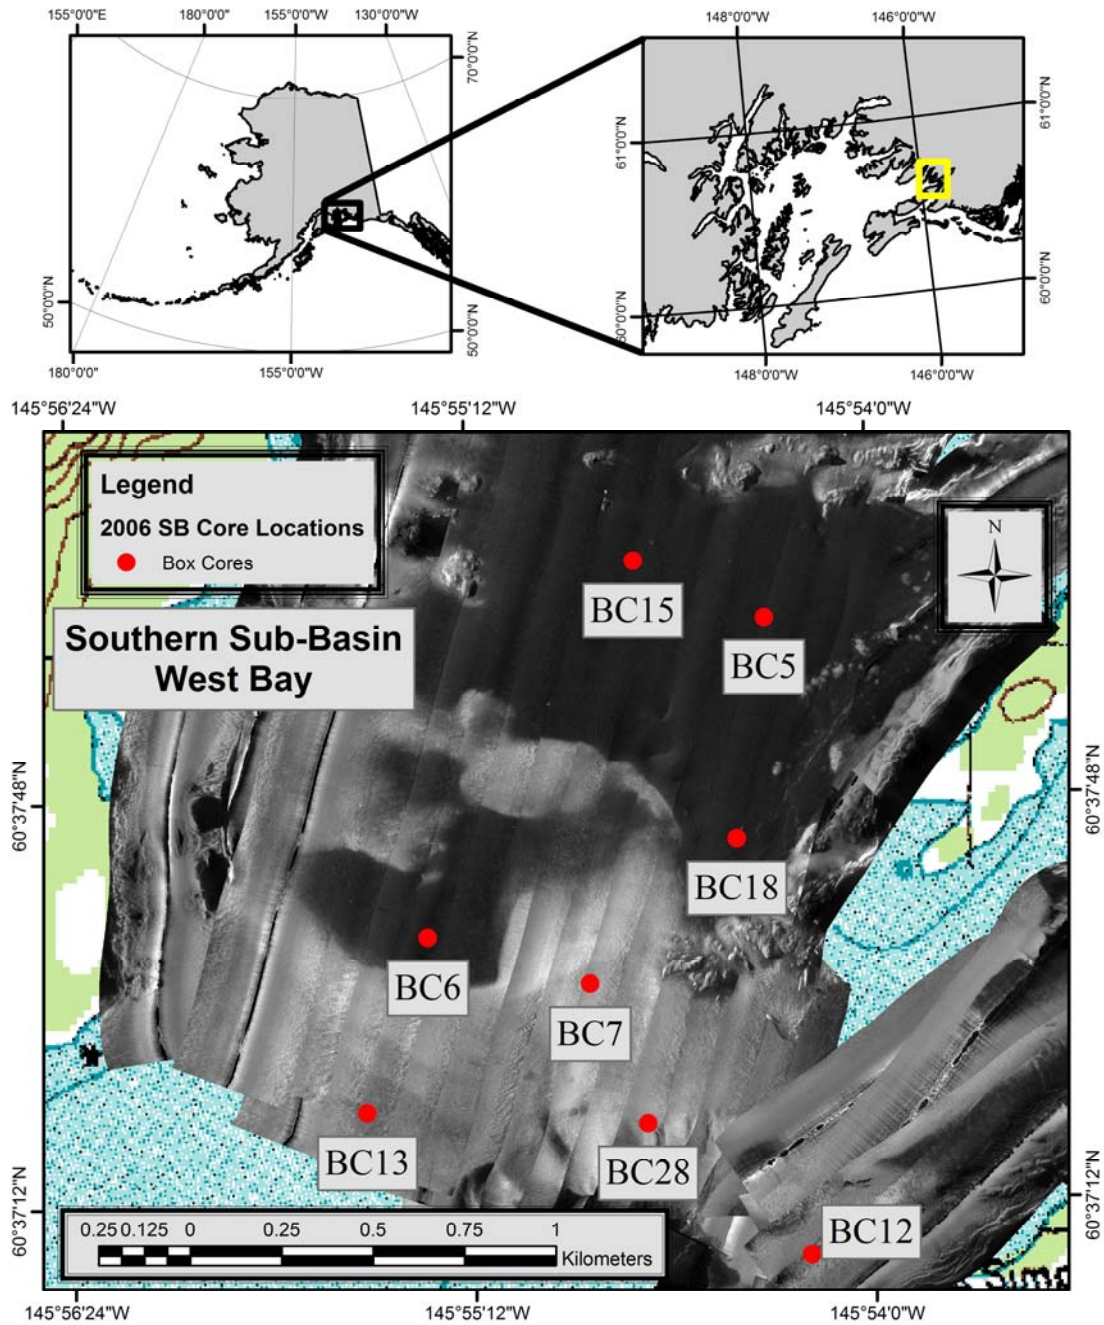 155°0'0"E 180°0'0" 155°0'0"W 130°0'0"W
70°0'0"N
50°0'0"N
50°0'0"N
180°0'0" 155°0'0"W
148°0'0"W 146°0'0"W
61°0'0"N
61°0'0"N
60°0'0"N
60°0'0"N
148°0'0"W 146°0'0"W
145°56'24"W 145°55'12"W 145°54'0"W
Legend
2006 SB Core Locations
Box Cores
N
Southern Sub-Basin
West Bay
BC15
BC5
60°37'48"N
60°37'48"N
BC18
BC6
BC7
BC13
BC28
BC12
60°37'12"N
60°37'12"N
0.25 0.125 0 0.25 0.5 0.75 1
Kilometers
145°56'24"W 145°55'12"W 145°54'0"W